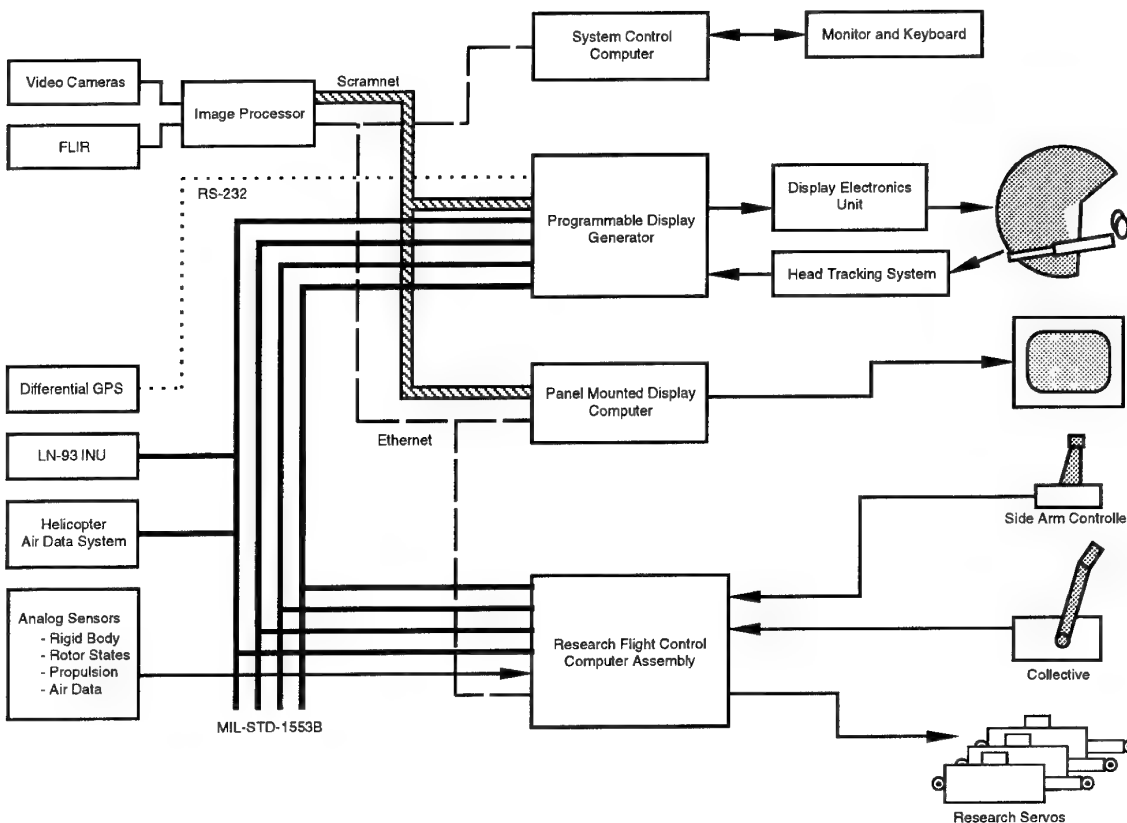 System Control
Computer
Monitor and Keyboard
Video Cameras
Scramnet
Image Processor
FLIR
RS-232
Programmable Display
Generator
Display Electronics
Unit
Head Tracking System
Differential GPS
Panel Mounted Display
Computer
Ethernet
LN-93 INU
Helicopter
Air Data System
Side Arm Controlle
Analog Sensors
- Rigid Body
- Rotor States
- Propulsion
- Air Data
Research Flight Control
Computer Assembly
Collective
MIL-STD-1553B
Research Servos